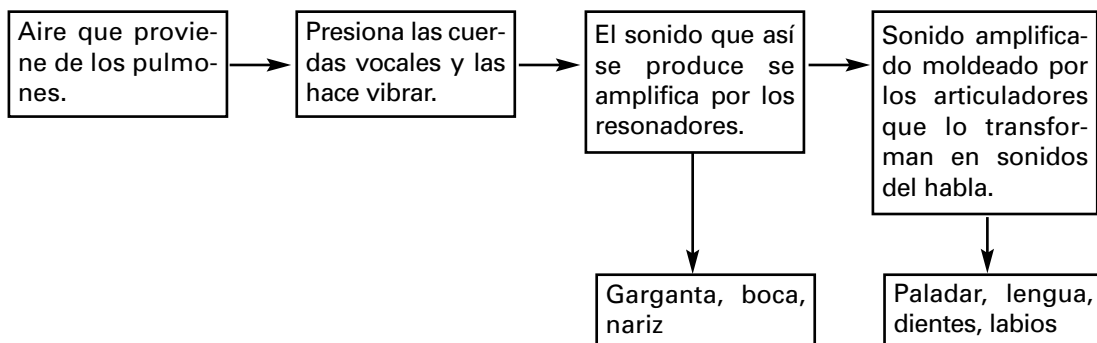 Aire que provie-
ne de los pulmo-
nes.
Presiona las cuer-
das vocales y las
hace vibrar.
El sonido que así
se produce se
amplifica por los
resonadores.
Sonido amplifica-
do moldeado por
los articuladores
que lo transfor-
man en sonidos
del habla.
Garganta, boca,
nariz
Paladar, lengua,
dientes, labios